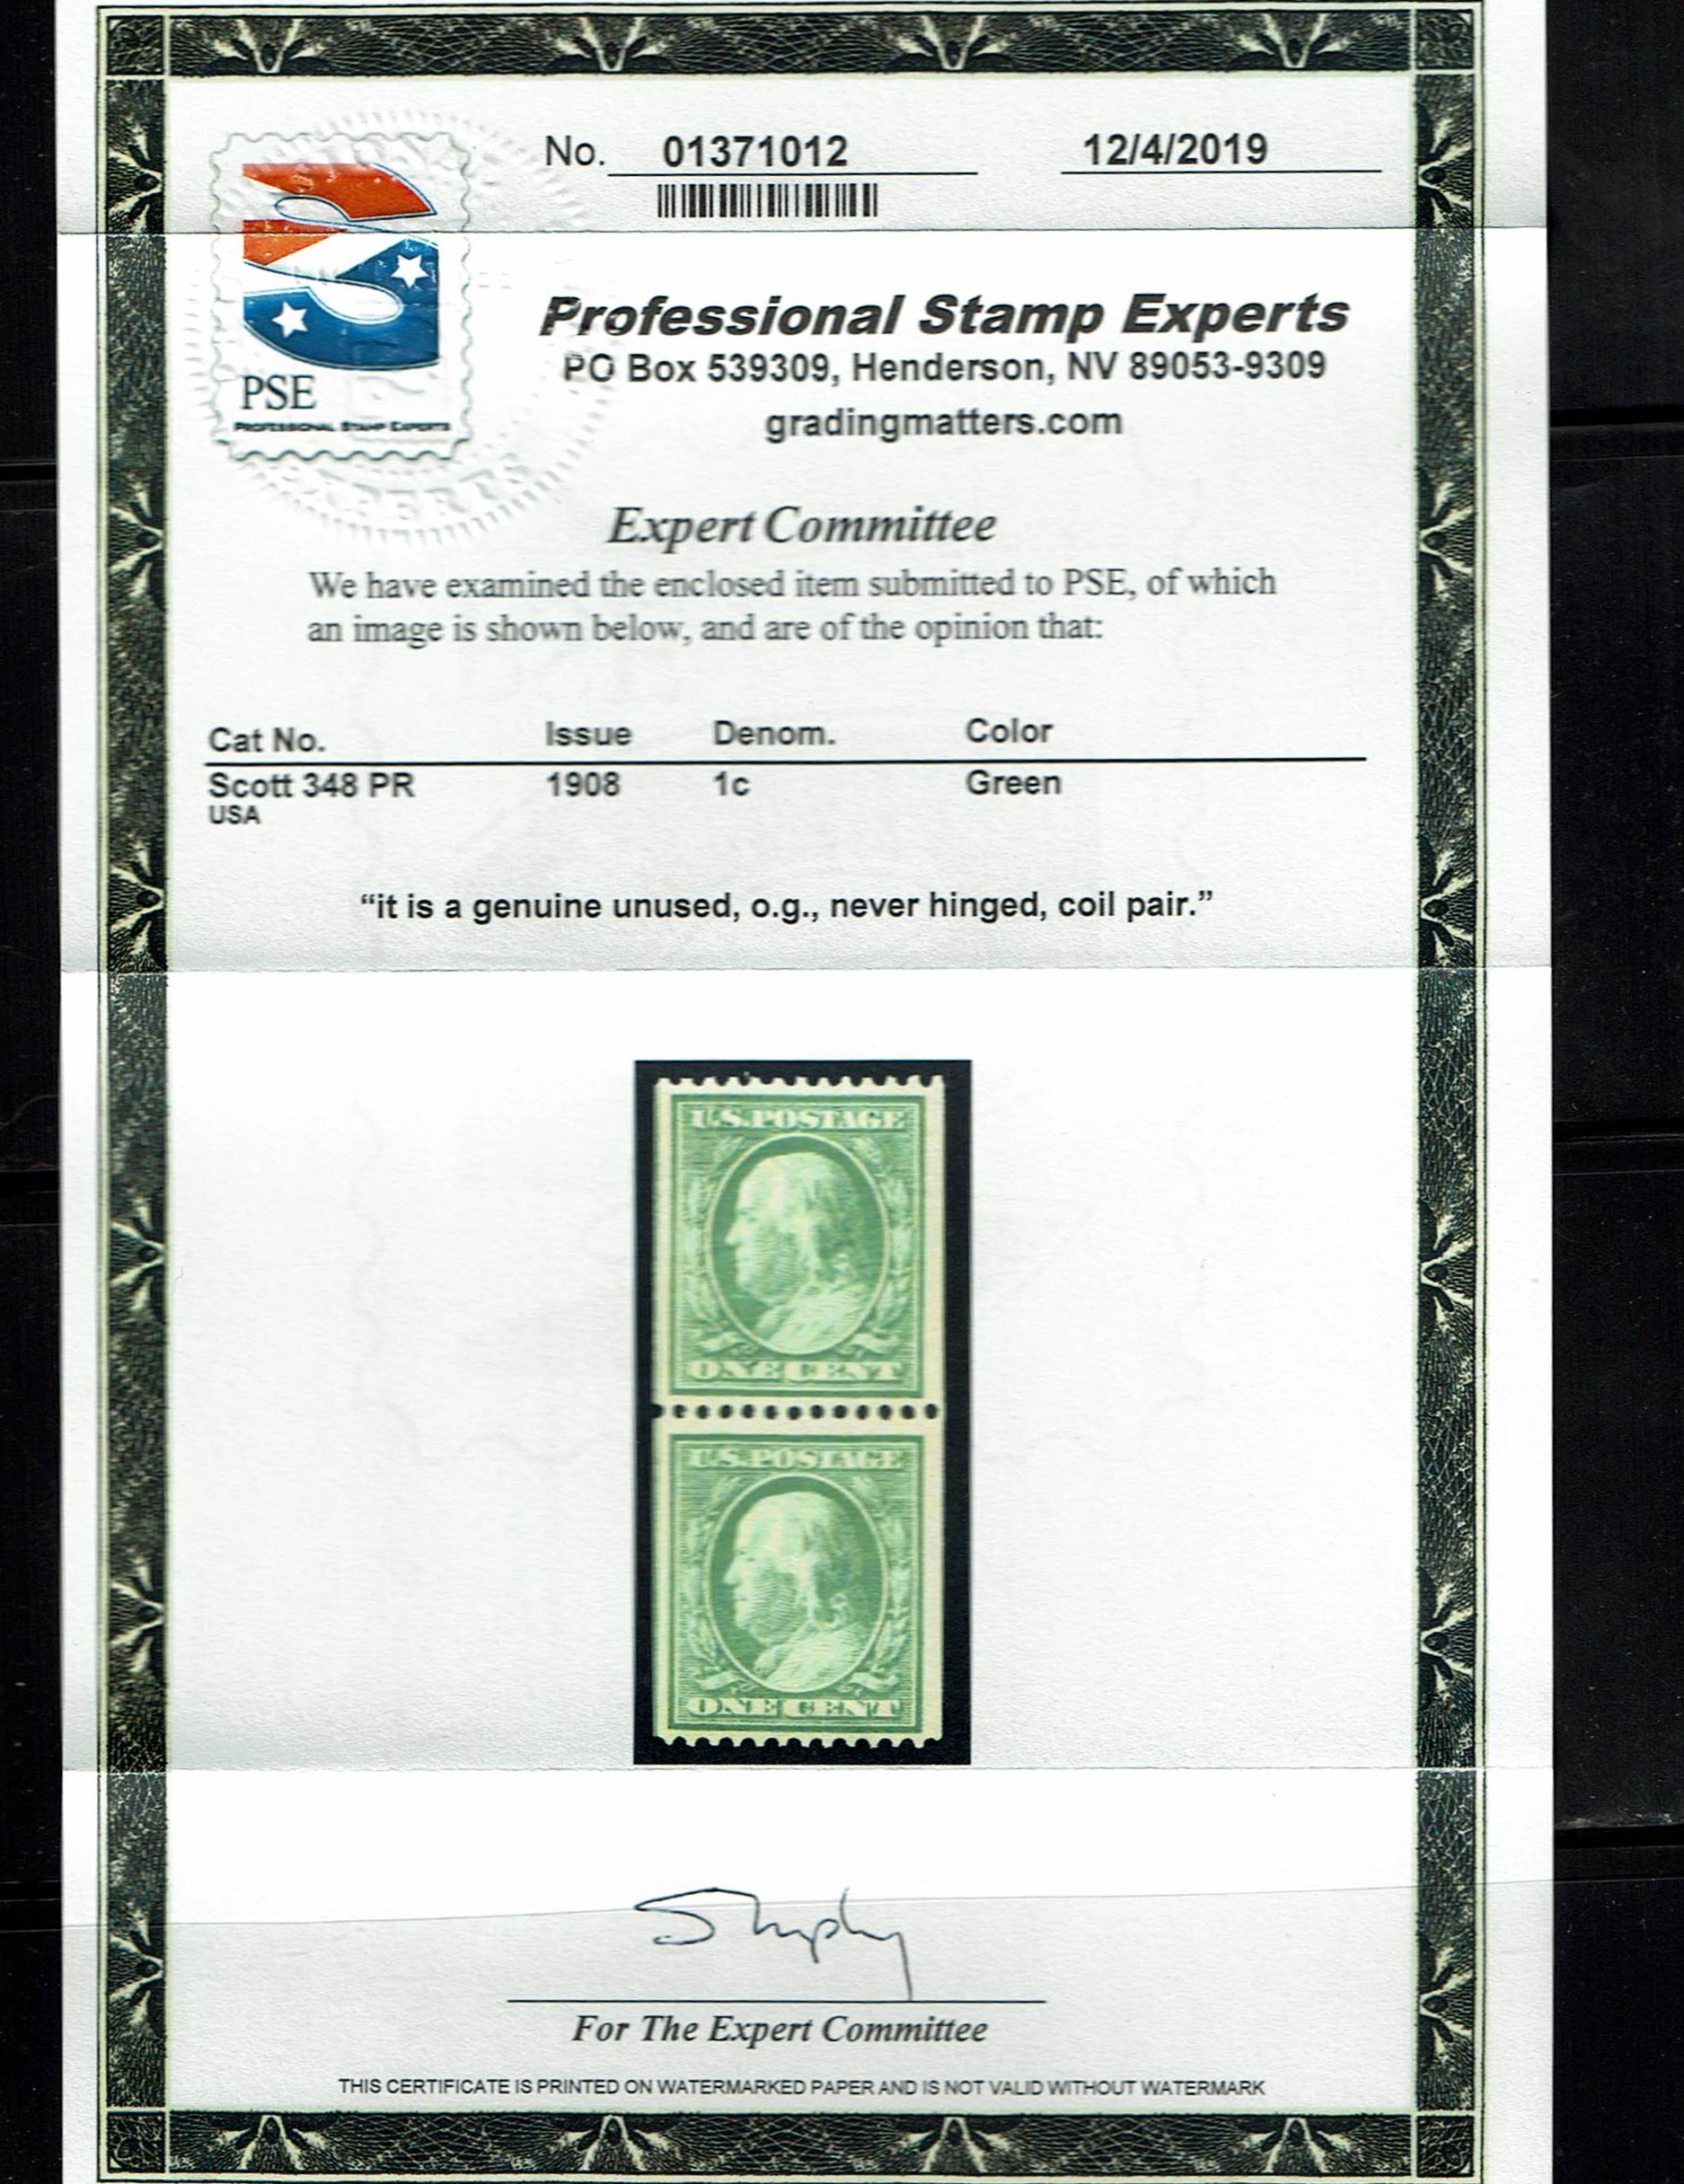 No. 01371012 12/4/2019
PSE
PROFESSIONAL STAMP EXPERTS
Professional Stamp Experts
PO Box 539309, Henderson, NV 89053-9309
gradingmatters.com
EXPERTS
Expert Committee
We have examined the enclosed item submitted to PSE, of which
an image is shown below, and are of the opinion that:
Cat No. Issue Denom. Color
Scott 348 PR 1908 1c Green
USA
“it is a genuine unused, o.g., never hinged, coil pair.”
U.S.POSTAGE
ONE CENT
U.S.POSTAGE
ONE CENT
For The Expert Committee
THIS CERTIFICATE IS PRINTED ON WATERMARKED PAPER AND IS NOT VALID WITHOUT WATERMARK